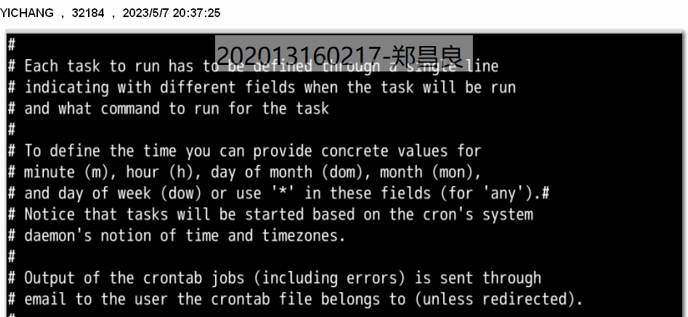 YICHANG , 32184 , 2023/5/7 20:37:25
#
202013160217-郑昌良
# Each task to run has to be defined through a single line
# indicating with different fields when the task will be run
# and what command to run for the task
#
# To define the time you can provide concrete values for
# minute (m), hour (h), day of month (dom), month (mon),
# and day of week (dow) or use '*' in these fields (for 'any').#
# Notice that tasks will be started based on the cron's system
# daemon's notion of time and timezones.
#
# Output of the crontab jobs (including errors) is sent through
# email to the user the crontab file belongs to (unless redirected).
#